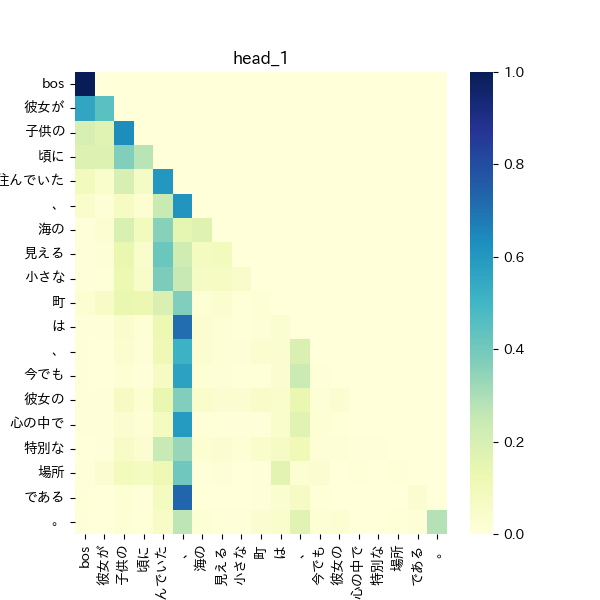 head_1
bos
彼女が
子供の
頃に
住んでいた
、
海の
見える
小さな
町
は
、
今でも
彼女の
心の中で
特別な
場所
である
。
1.0
0.8
0.6
0.4
0.2
0.0
bos
彼女が
子供の
頃に
んでいた
、
海の
見える
小さな
町
は
、
今でも
彼女の
心の中で
特別な
場所
である
。